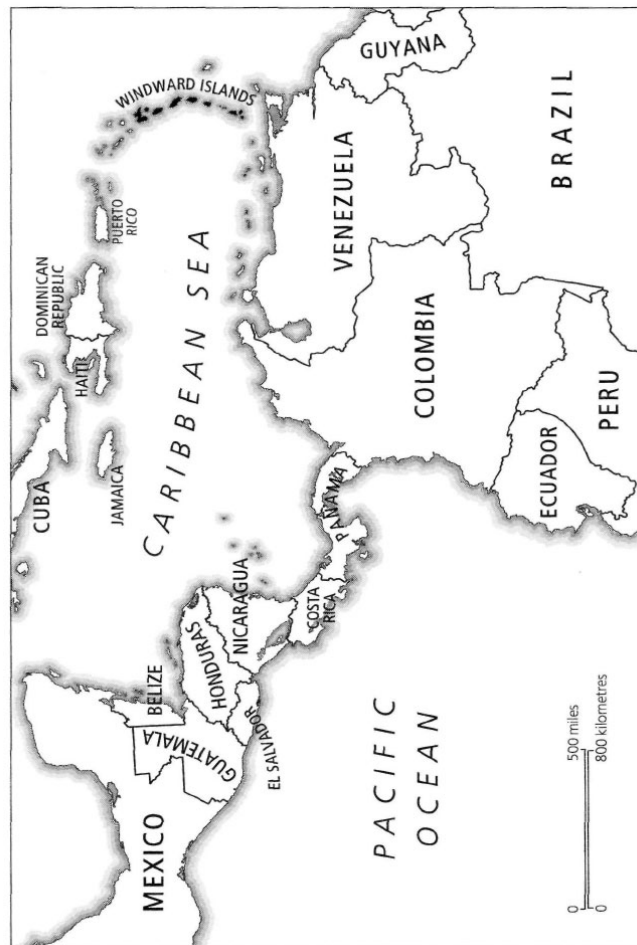 MEXICO
GUATEMALA
BELIZE
EL SALVADOR
HONDURAS
NICARAGUA
COSTA
RICA
PANAMÁ
CUBA
JAMAICA
HAITI
DOMINICAN
REPUBLIC
PUERTO
RICO
WINDWARD ISLANDS
CARIBBEAN SEA
PACIFIC
OCEAN
COLOMBIA
VENEZUELA
GUYANA
BRAZIL
ECUADOR
PERU
0 500 miles
0 800 kilometres